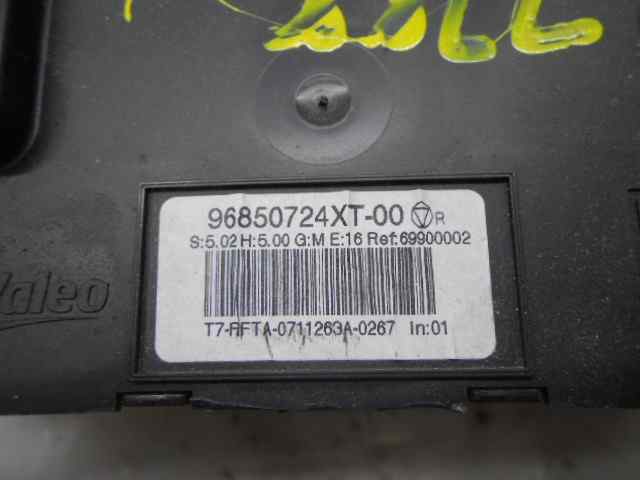 96850724XT-00 R
S:5.02 H:5.00 G:M E:16 Ref:69900002
Valeo
T7-RFTA-0711263A-0267 In:01